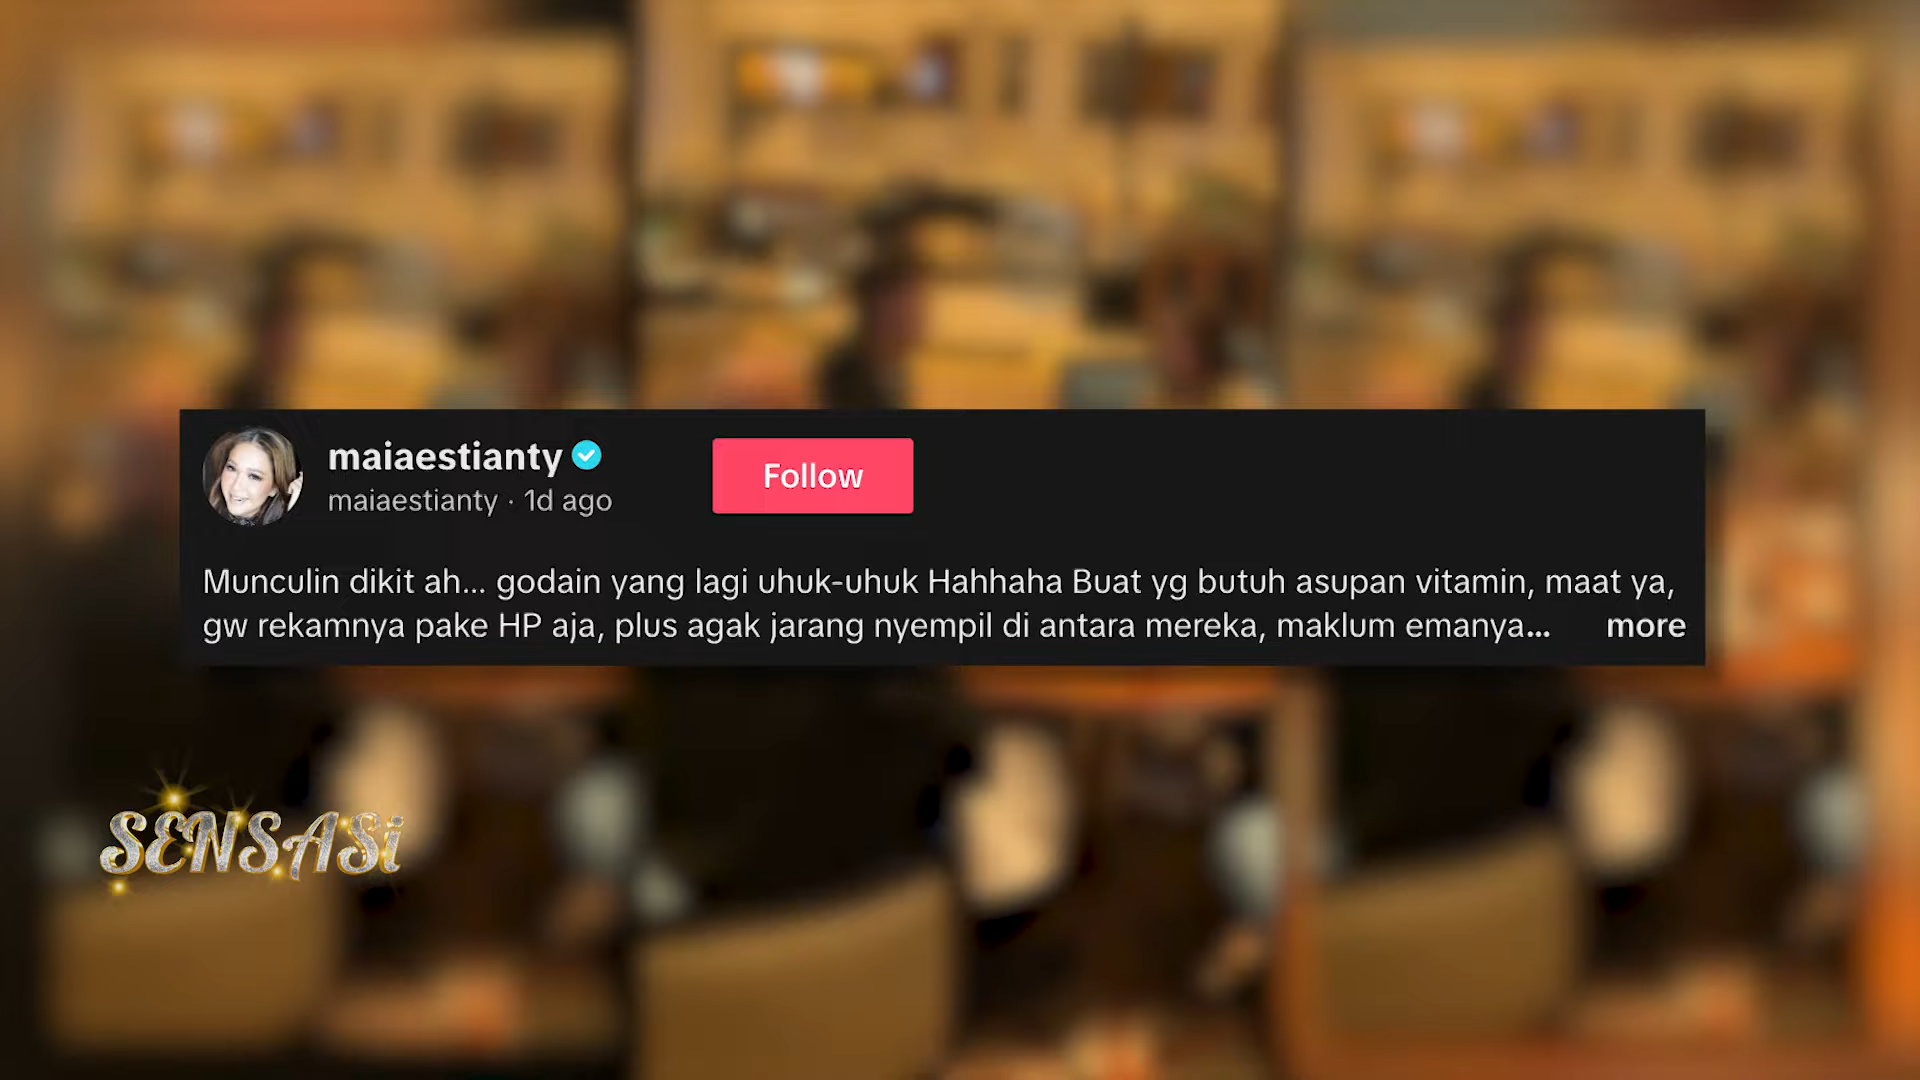 maiaestianty
maiaestianty · 1d ago
Follow
Munculin dikit ah... godain yang lagi uhuk-uhuk Hahhaha Buat yg butuh asupan vitamin, maat ya,
gw rekamnya pake HP aja, plus agak jarang nyempil di antara mereka, maklum emanya... more
SENSASi